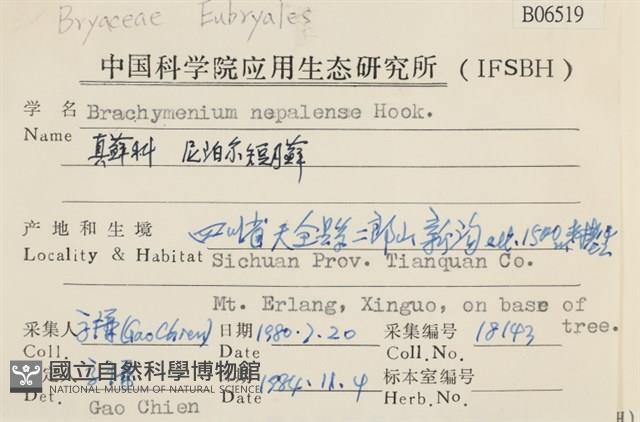 Bryaceae Eubryales
B06519
中国科学院应用生态研究所 (IFSBH)
学名 Brachymenium nepalense Hook.
Name
真藓科 尼泊尔短月藓
产地和生境 四川省天全县二郎山新沟 alt. 1500 m 树基生
Locality & Habitat Sichuan Prov. Tianquan Co.
Mt. Erlang, Xinguo, on base of tree.
采集人 (Gao Chien) 日期 1980.7.20 采集编号 18143
Coll. Date Coll.No.
1984.11.4 标本室编号
Det. Date Herb.No.
Gao Chien
國立自然科學博物館
NATIONAL MUSEUM OF NATURAL SCIENCE
H)